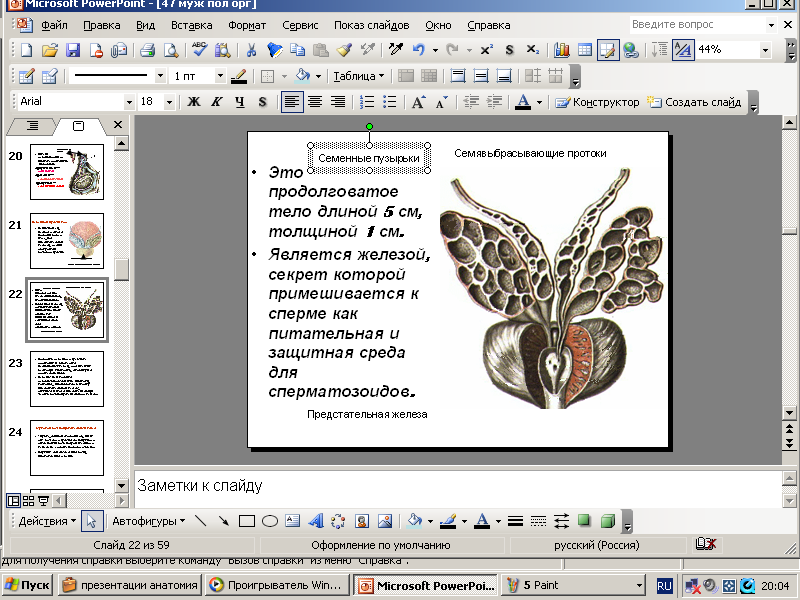 Microsoft PowerPoint - [47 муж пол орг]
Файл Правка Вид Вставка Формат Сервис Показ слайдов Окно Справка Введите вопрос
44%
1 пт Таблица
Arial 18 Ж К Ч S А А А Конструктор Создать слайд
20
21
22
23
24
Семенные пузырьки
Семявыбрасывающие протоки
• Это
продолговатое
тело длиной 5 см,
толщиной 1 см.
• Является железой,
секрет которой
примешивается к
сперме как
питательная и
защитная среда
для
сперматозоидов.
Предстательная железа
Заметки к слайду
Действия Автофигуры
Слайд 22 из 59 Оформление по умолчанию русский (Россия)
Для получения справки выберите команду "Вызов справки" из меню "Справка".
Пуск презентации анатомия Проигрыватель Win... Microsoft PowerPoi... 5 Paint RU 20:04